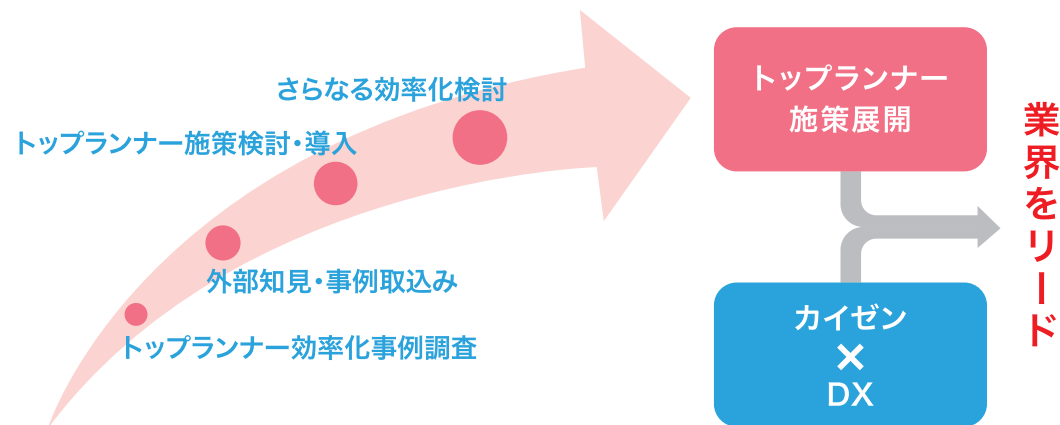 さらなる効率化検討
トップランナー施策検討・導入
外部知見・事例取込み
トップランナー効率化事例調査
トップランナー
施策展開
カイゼン
×
DX
業界をリード